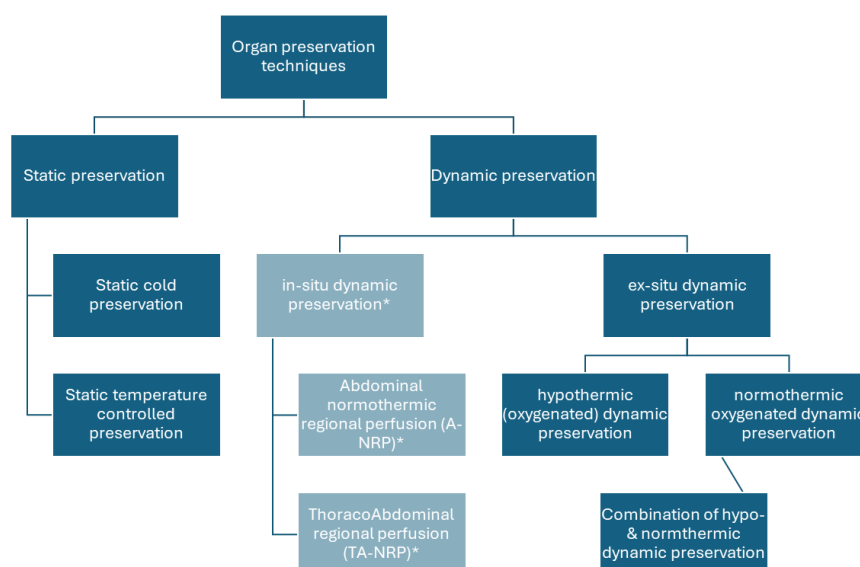 Organ preservation
techniques
Static preservation
Dynamic preservation
Static cold
preservation
in-situ dynamic
preservation*
ex-situ dynamic
preservation
Static temperature
controlled
preservation
Abdominal
normothermic
regional perfusion (A-
NRP)*
hypothermic
(oxygenated) dynamic
preservation
normothermic
oxygenated dynamic
preservation
ThoracoAbdominal
regional perfusion
(TA-NRP)*
Combination of hypo-
& normthermic
dynamic preservation